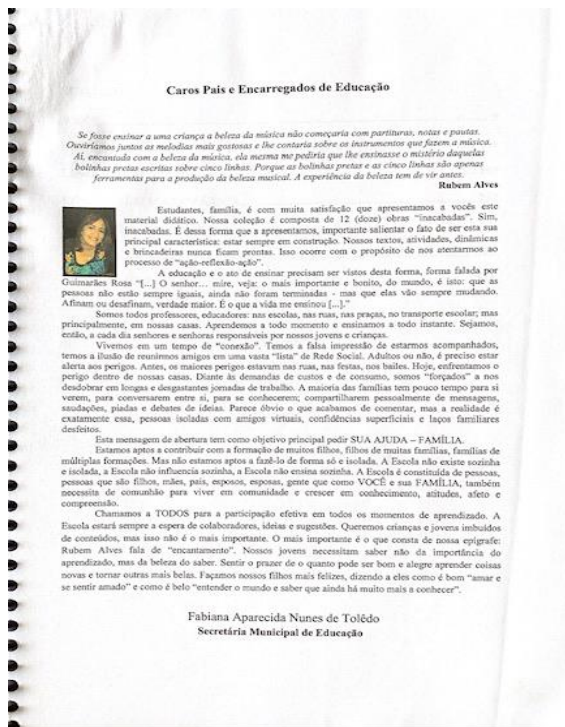 Caros Pais e Encarregados de Educação
Se fosse ensinar a uma criança a beleza da música não começaria com partituras, notas e pautas.
Ouviríamos juntos as melodias mais gostosas e lhe contaria sobre os instrumentos que fazem a música.
Aí, encantada com a beleza da música, ela mesma me pediria que lhe ensinasse o mistério daquelas
bolinhas pretas escritas sobre cinco linhas. Porque as bolinhas pretas e as cinco linhas são apenas
ferramentas para a produção da beleza musical. A experiência da beleza tem de vir antes.
Rubem Alves
Estudantes, família, é com muita satisfação que apresentamos a vocês este
material didático. Nossa coleção é composta de 12 (doze) obras "inacabadas". Sim,
inacabadas. É dessa forma que a apresentamos, importante salientar o fato de ser esta sua
principal característica: estar sempre em construção. Nossos textos, atividades, dinâmicas
e brincadeiras nunca ficam prontas. Isso ocorre com o propósito de nos atentarmos ao
processo de "ação-reflexão-ação".
A educação e o ato de ensinar precisam ser vistos desta forma, forma falada por
Guimarães Rosa "[...] O senhor... mire, veja: o mais importante e bonito, do mundo, é isto: que as
pessoas não estão sempre iguais, ainda não foram terminadas - mas que elas vão sempre mudando.
Afinam ou desafinam, verdade maior. É o que a vida me ensinou [...]."
Somos todos professores, educadores: nas escolas, nas ruas, nas praças, no transporte escolar; mas
principalmente, em nossas casas. Aprendemos a todo momento e ensinamos a todo instante. Sejamos,
então, a cada dia senhores e senhoras responsáveis por nossos jovens e crianças.
Vivemos em um tempo de "conexão". Temos a falsa impressão de estarmos acompanhados,
temos a ilusão de reunirmos amigos em uma vasta "lista" de Rede Social. Adultos ou não, é preciso estar
alerta aos perigos. Antes, os maiores perigos estavam nas ruas, nas festas, nos bailes. Hoje, enfrentamos o
perigo dentro de nossas casas. Diante às demandas de custos e de consumo, somos "forçados" a nos
desdobrar em longas e desgastantes jornadas de trabalho. A maioria das famílias tem pouco tempo para si
verem, para conversarem entre si, para se conhecerem; compartilharem pessoalmente de mensagens,
saudações, piadas e debates de ideias. Parece óbvio o que acabamos de comentar, mas a realidade é
exatamente essa, pessoas isoladas com amigos virtuais, confidências superficiais e laços familiares
desfeitos.
Esta mensagem de abertura tem como objetivo principal pedir SUA AJUDA – FAMÍLIA.
Estamos aptos a contribuir com a formação de muitos filhos, filhos de muitas famílias, famílias de
múltiplas formações. Mas não estamos aptos a fazê-lo de forma só e isolada. A Escola não existe sozinha
e isolada, a Escola não influencia sozinha, a Escola não ensina sozinha. A Escola é constituída de pessoas,
pessoas que são filhos, mães, pais, esposos, esposas, gente que como VOCÊ e sua FAMÍLIA, também
necessita de comunhão para viver em comunidade e crescer em conhecimento, atitudes, afeto e
compreensão.
Chamamos a TODOS para a participação efetiva em todos os momentos de aprendizado. A
Escola estará sempre a espera de colaboradores, ideias e sugestões. Queremos crianças e jovens imbuídos
de conteúdos, mas isso não é o mais importante. O mais importante é o que consta de nossa epígrafe:
Rubem Alves fala de "encantamento". Nossos jovens necessitam saber não da importância do
aprendizado, mas da beleza do saber. Sentir o prazer de o quanto pode ser bom e alegre aprender coisas
novas e tornar outras mais belas. Façamos nossos filhos mais felizes, dizendo a eles como é bom "amar e
se sentir amado" e como é belo "entender o mundo e saber que ainda há muito mais a conhecer".
Fabiana Aparecida Nunes de Tolêdo
Secretária Municipal de Educação